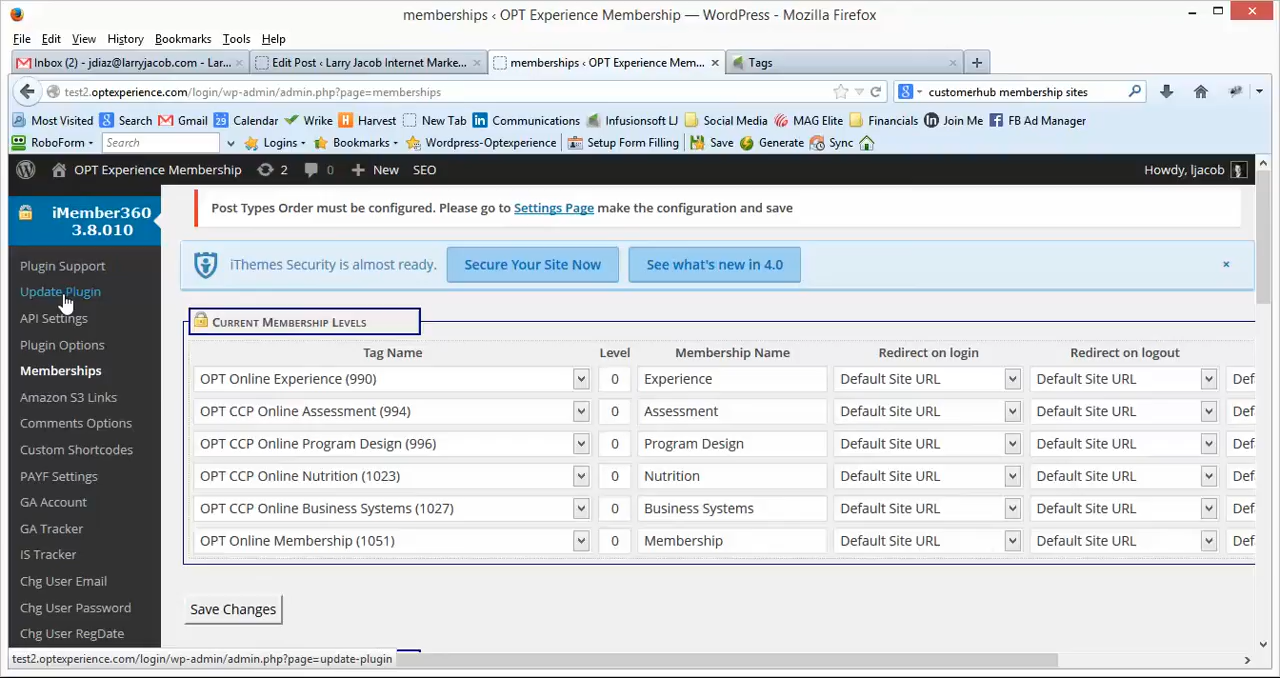 memberships ‹ OPT Experience Membership — WordPress - Mozilla Firefox
File Edit View History Bookmarks Tools Help
Inbox (2) - jdiaz@larryjacob.com - Lar... × Edit Post ‹ Larry Jacob Internet Marke... × memberships ‹ OPT Experience Mem... × Tags × +
test2.optexperience.com/login/wp-admin/admin.php?page=memberships customerhub membership sites
Most Visited Search Gmail 29 Calendar Wrike Harvest New Tab Communications Infusionsoft LJ Social Media MAG Elite Financials Join Me FB Ad Manager
RoboForm Search Logins Bookmarks Wordpress-Optexperience Setup Form Filling Save Generate Sync
OPT Experience Membership 2 0 + New SEO Howdy, ljacob
iMember360
3.8.010
Plugin Support
Update Plugin
API Settings
Plugin Options
Memberships
Amazon S3 Links
Comments Options
Custom Shortcodes
PAYF Settings
GA Account
GA Tracker
IS Tracker
Chg User Email
Chg User Password
Chg User RegDate
Post Types Order must be configured. Please go to Settings Page make the configuration and save
iThemes Security is almost ready. Secure Your Site Now See what's new in 4.0 ×
Current Membership Levels
Tag Name Level Membership Name Redirect on login Redirect on logout
OPT Online Experience (990) 0 Experience Default Site URL Default Site URL Def
OPT CCP Online Assessment (994) 0 Assessment Default Site URL Default Site URL Def
OPT CCP Online Program Design (996) 0 Program Design Default Site URL Default Site URL Def
OPT CCP Online Nutrition (1023) 0 Nutrition Default Site URL Default Site URL Def
OPT CCP Online Business Systems (1027) 0 Business Systems Default Site URL Default Site URL Def
OPT Online Membership (1051) 0 Membership Default Site URL Default Site URL Def
Save Changes
test2.optexperience.com/login/wp-admin/admin.php?page=update-plugin